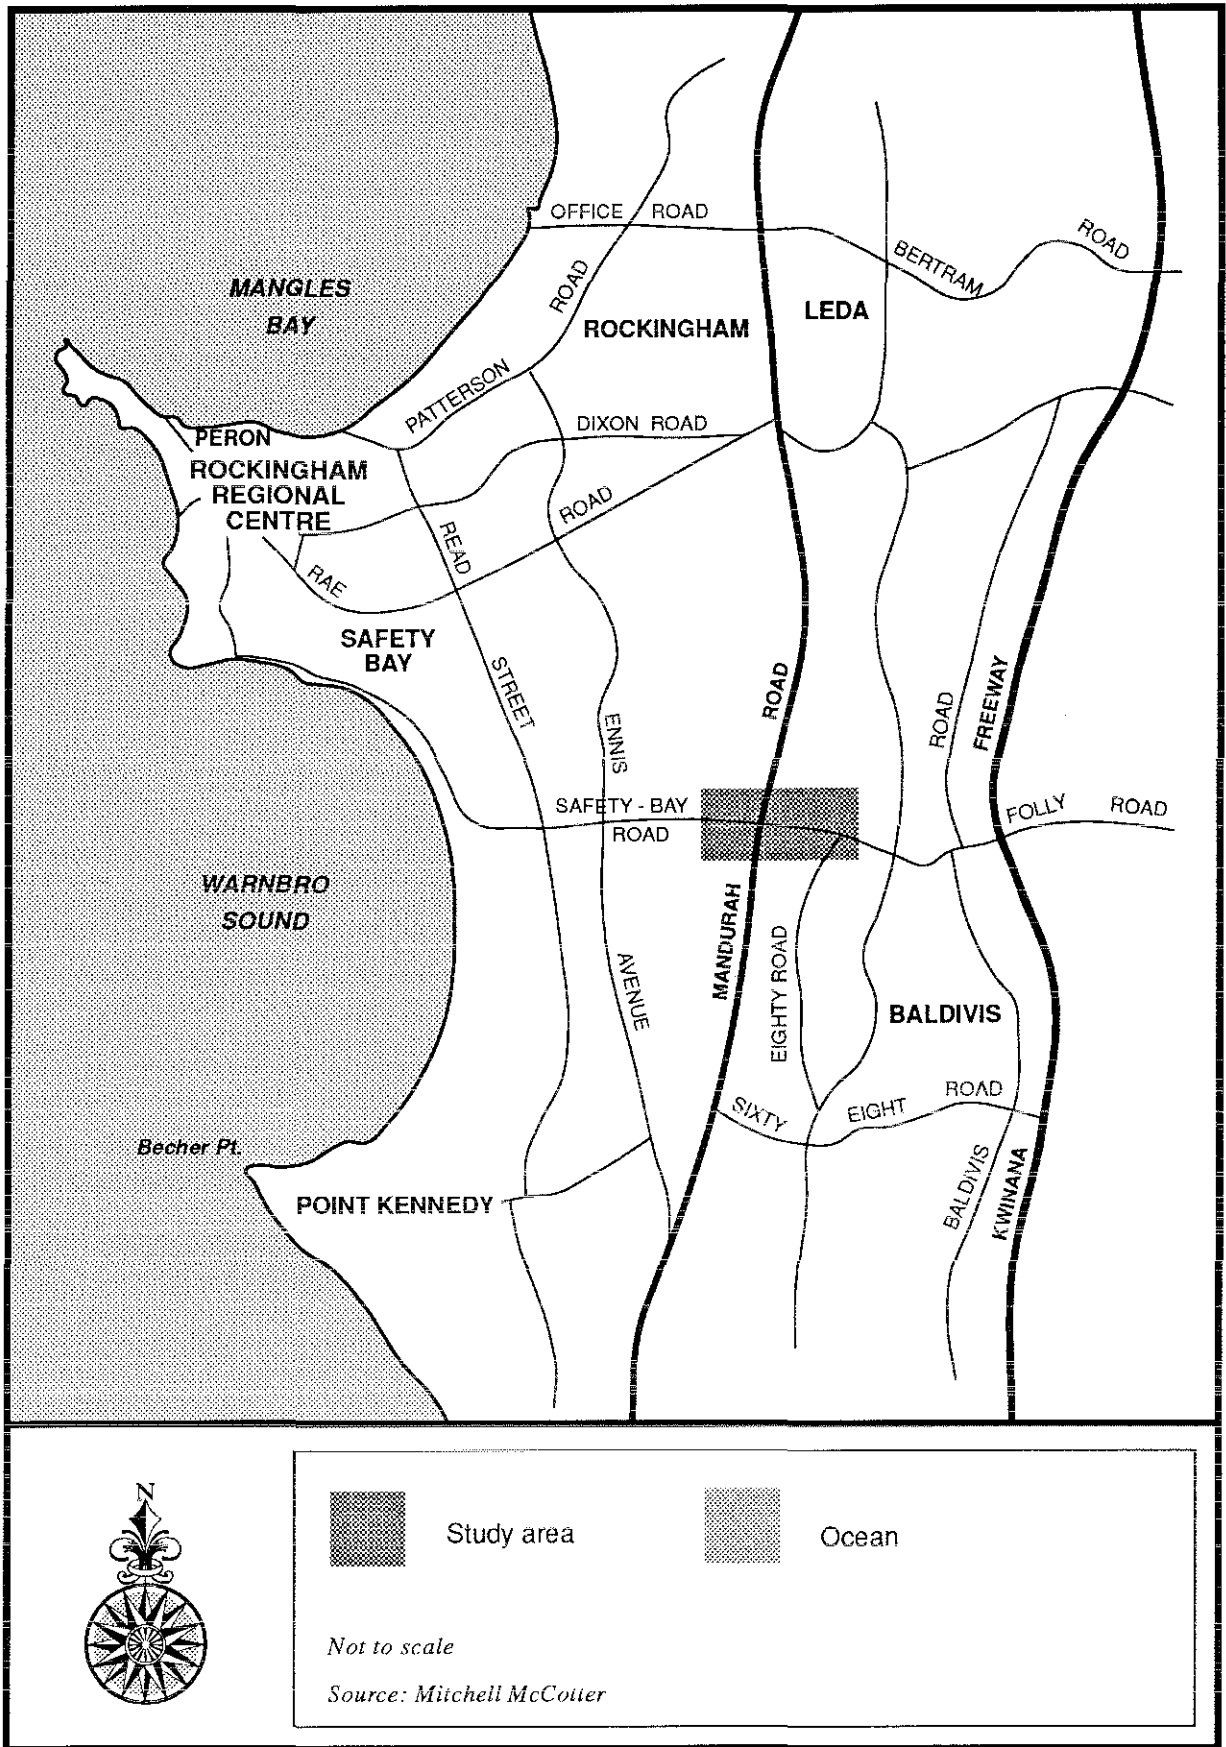 OFFICE ROAD
BERTRAM ROAD
MANGLES
BAY
ROAD
ROCKINGHAM
LEDA
PATTERSON
DIXON ROAD
PERON
ROCKINGHAM
REGIONAL
CENTRE
ROAD
READ
RAE
SAFETY
BAY
STREET
ENNIS
ROAD
ROAD
FREEWAY
SAFETY - BAY
ROAD
FOLLY ROAD
WARNBRO
SOUND
MANDURAH
EIGHTY ROAD
AVENUE
BALDIVIS
SIXTY EIGHT ROAD
Becher Pt.
BALDIVIS
KWINANA
POINT KENNEDY
N
Study area
Ocean
Not to scale
Source: Mitchell McCotter